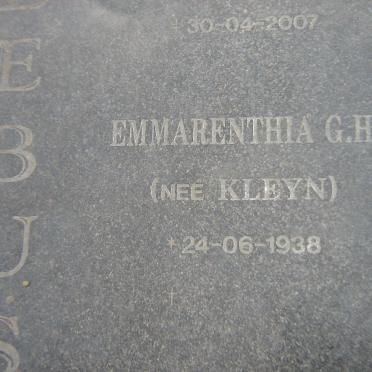 †30-04-2007
EMMARENTHIA G.H
(NEE KLEYN)
*24-06-1938
†
E
B
U
S